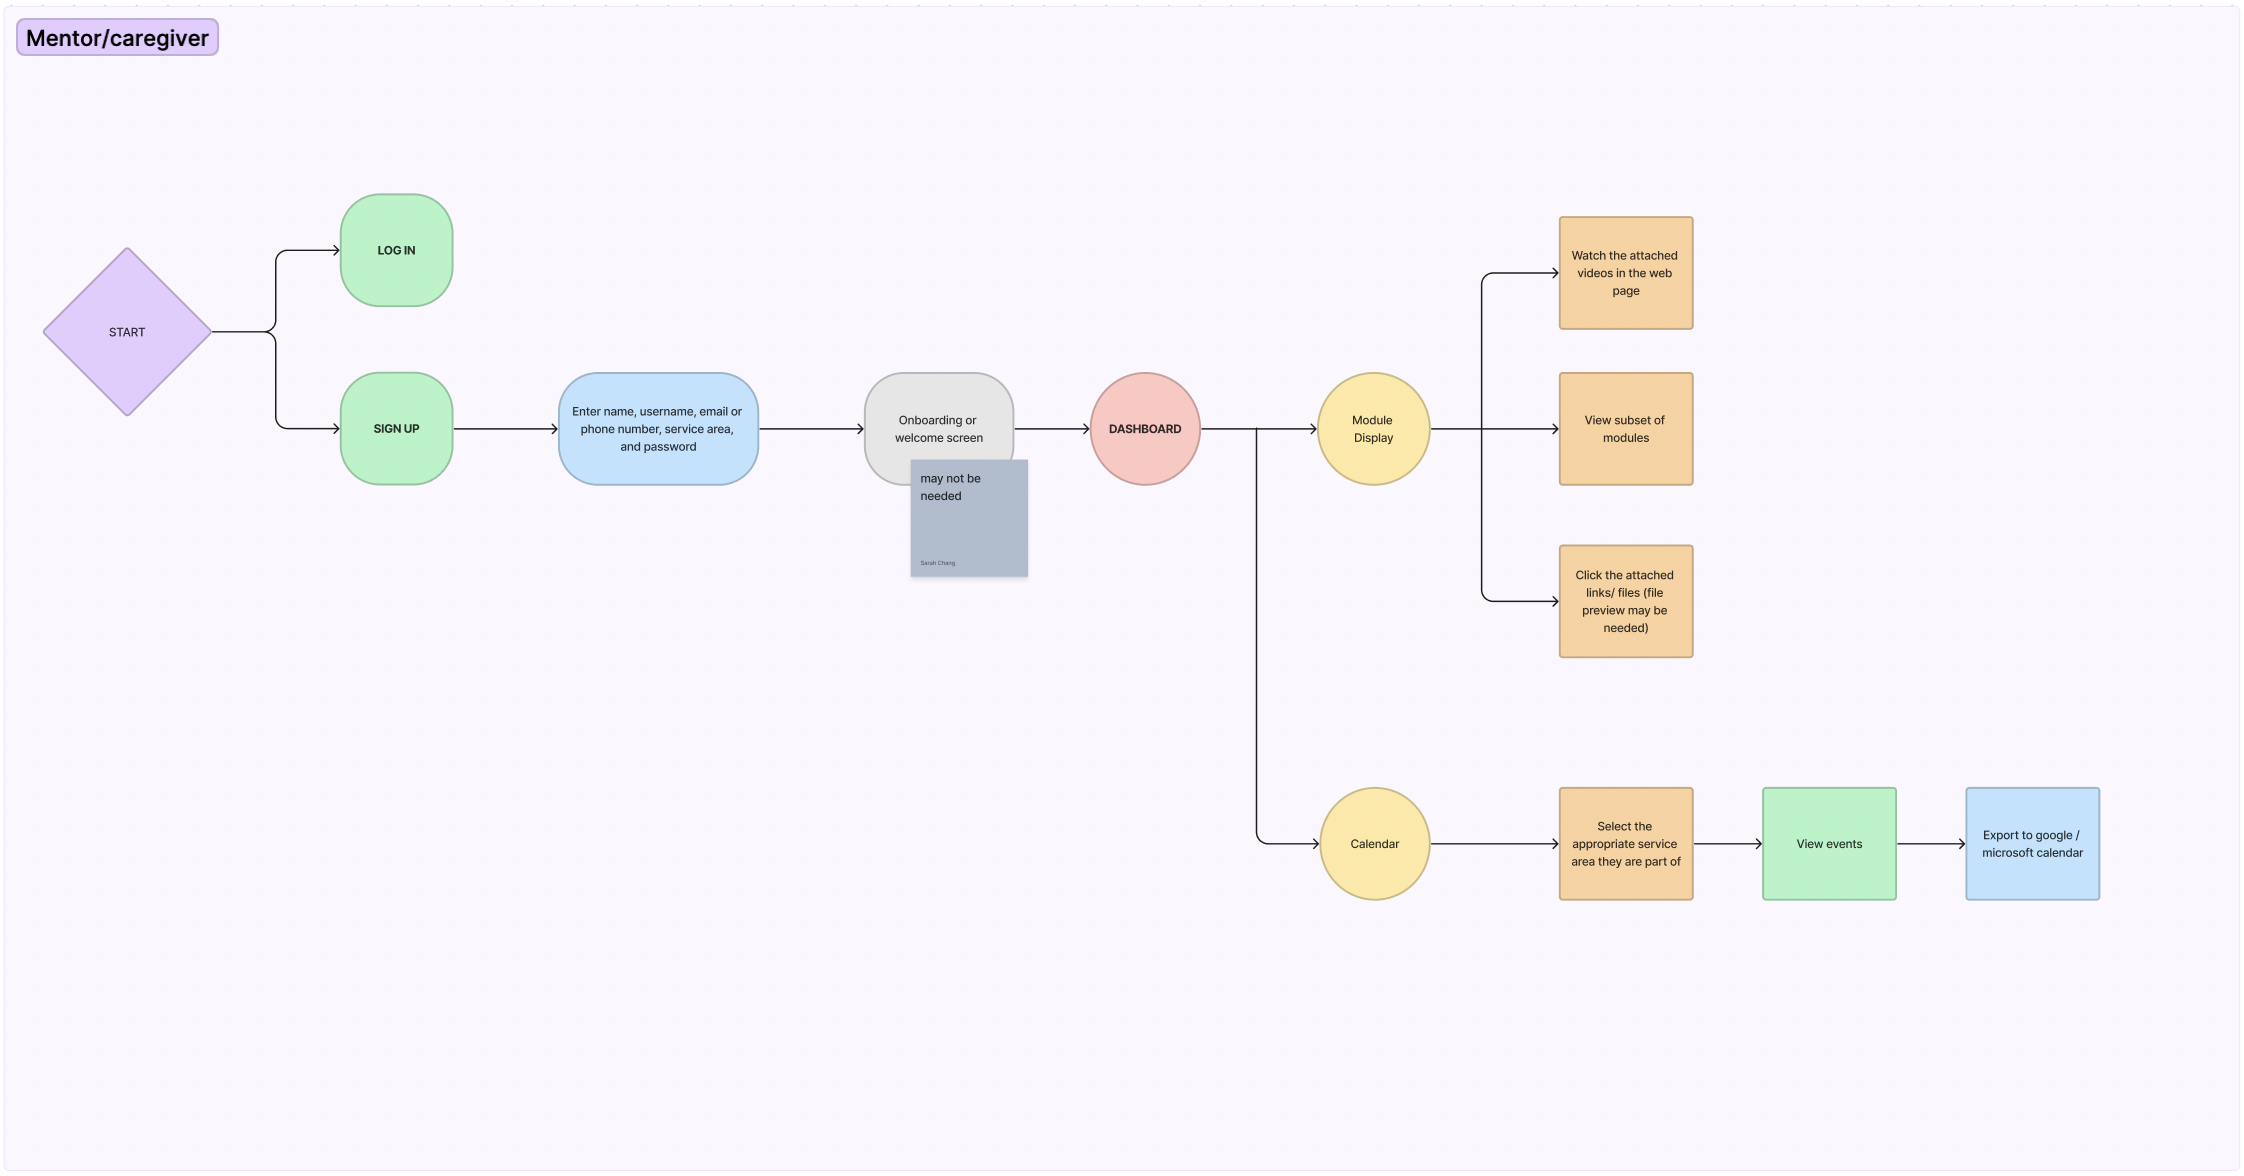 Mentor/caregiver
START
LOG IN
SIGN UP
Enter name, username, email or
phone number, service area,
and password
Onboarding or
welcome screen
may not be
needed
Sarah Chang
DASHBOARD
Module
Display
Watch the attached
videos in the web
page
View subset of
modules
Click the attached
links/ files (file
preview may be
needed)
Calendar
Select the
appropriate service
area they are part of
View events
Export to google /
microsoft calendar